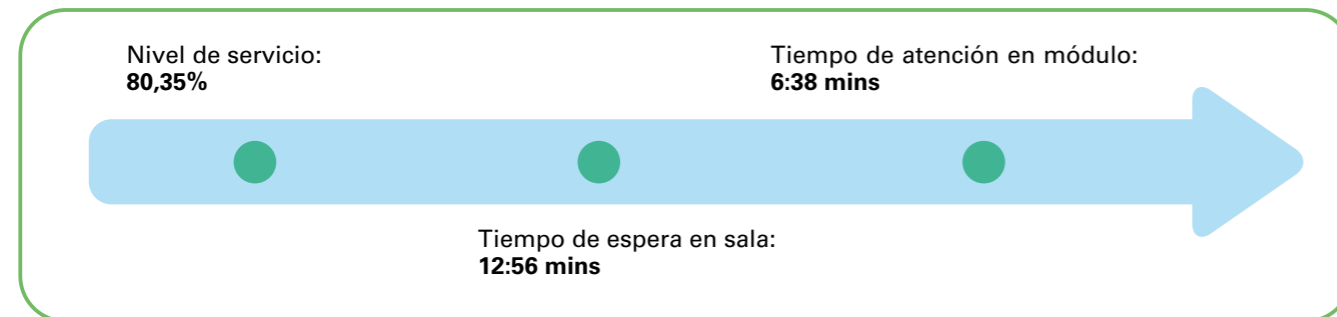 Nivel de servicio:
80,35%
Tiempo de espera en sala:
12:56 mins
Tiempo de atención en módulo:
6:38 mins